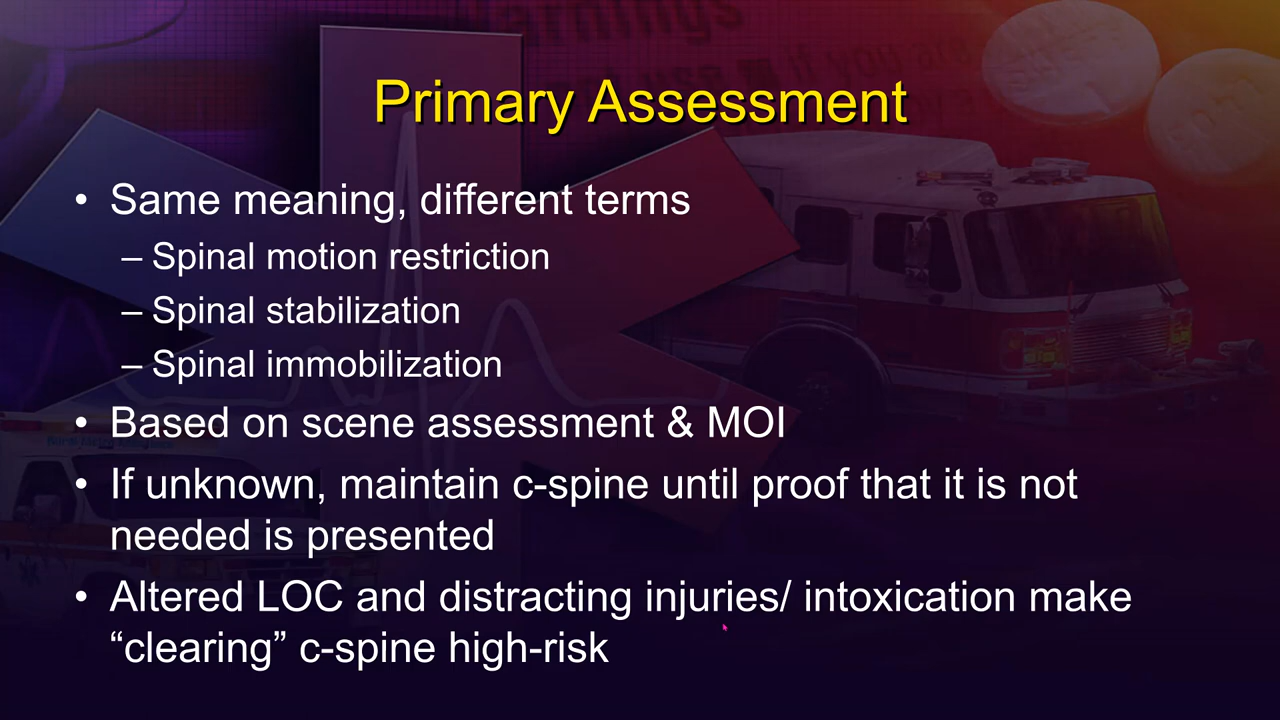 Primary Assessment
• Same meaning, different terms
– Spinal motion restriction
– Spinal stabilization
– Spinal immobilization
• Based on scene assessment & MOI
• If unknown, maintain c-spine until proof that it is not
needed is presented
• Altered LOC and distracting injuries/ intoxication make
“clearing” c-spine high-risk